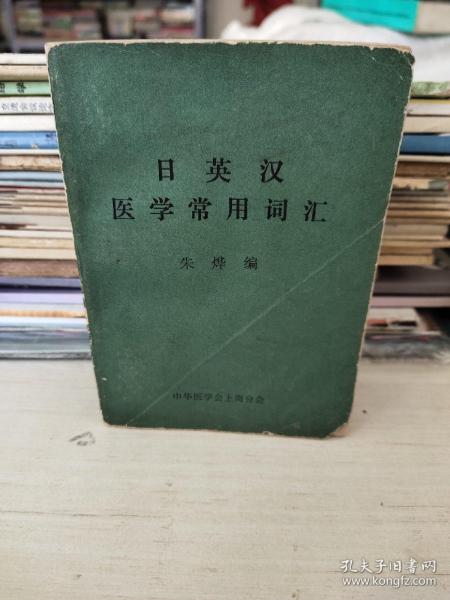 日英汉
医学常用词汇
朱烨编
中华医学会上海分会
孔夫子旧书网
www.kongfz.com